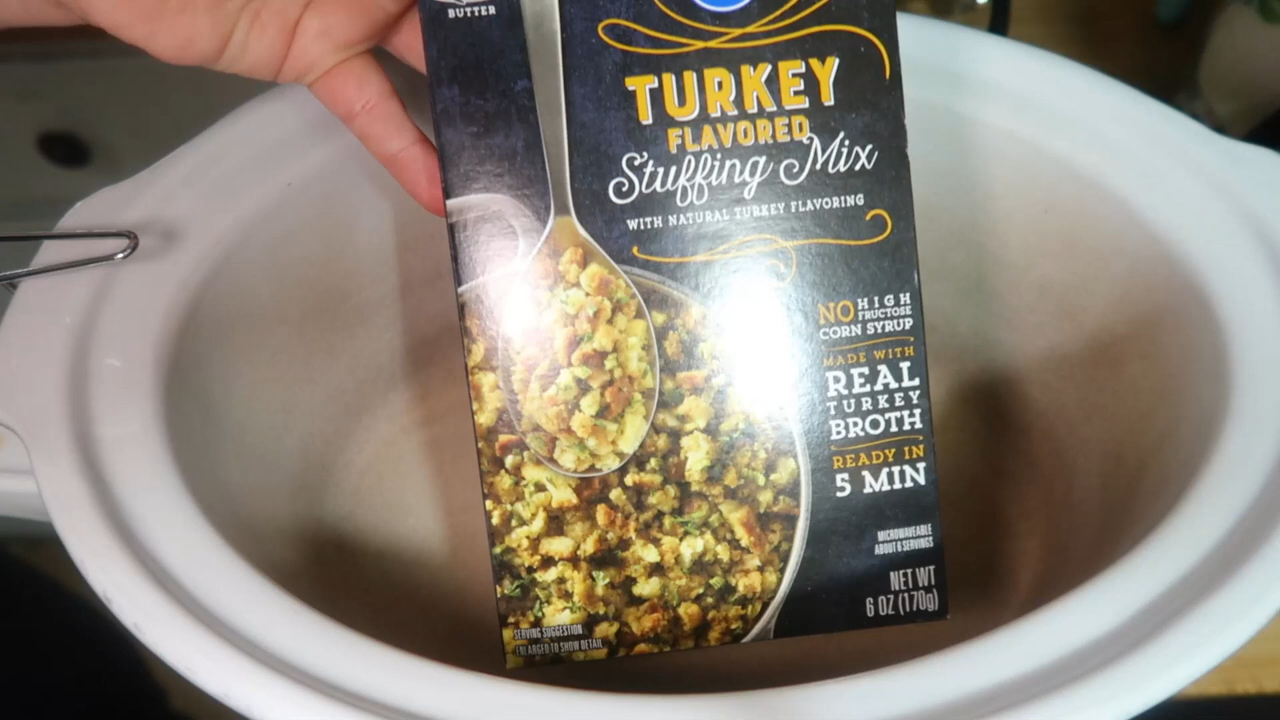 BUTTER
TURKEY
FLAVORED
Stuffing Mix
WITH NATURAL TURKEY FLAVORING
NO HIGH
FRUCTOSE
CORN SYRUP
MADE WITH
REAL
TURKEY
BROTH
READY IN
5 MIN
MICROWAVEABLE
ABOUT 6 SERVINGS
NET WT
6 OZ (170g)
SERVING SUGGESTION
ENLARGED TO SHOW DETAIL